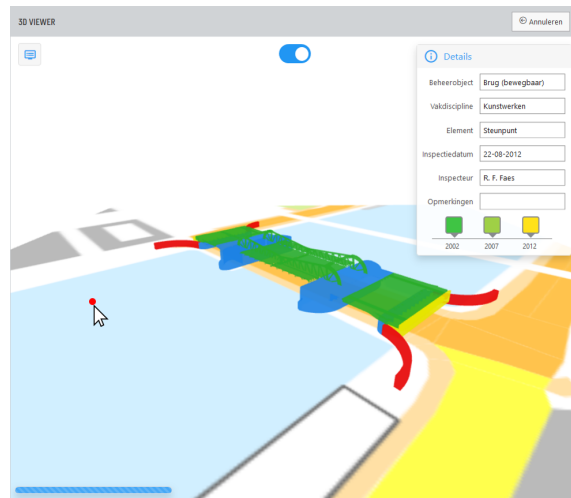 3D VIEWER
Annuleren
Details
Beheerobject Brug (bewegbaar)
Vakdiscipline Kunstwerken
Element Steunpunt
Inspectiedatum 22-08-2012
Inspecteur R. F. Faes
Opmerkingen
2002 2007 2012